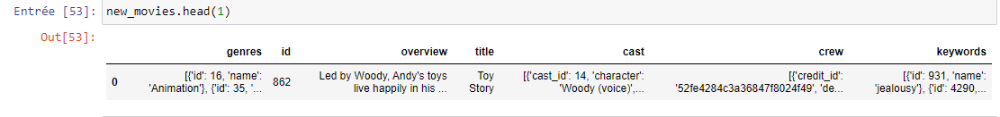 Entrée [53]: new_movies.head(1)
Out[53]:
genres id overview title cast crew keywords
0 [{'id': 16, 'name': 'Animation'}, {'id': 35, '... 862 Led by Woody, Andy's toys live happily in his ... Toy Story [{'cast_id': 14, 'character': 'Woody (voice)',... [{'credit_id': '52fe4284c3a36847f8024f49', 'de... [{'id': 931, 'name': 'jealousy'}, {'id': 4290,...